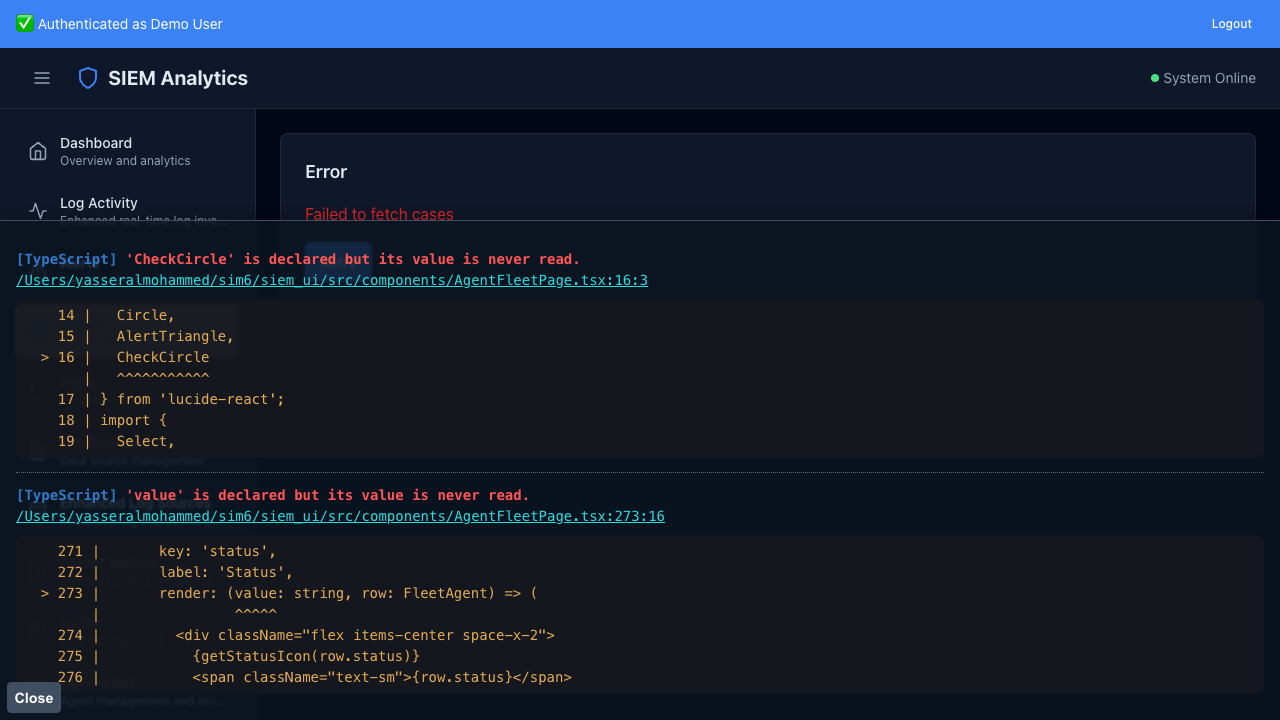 ✅ Authenticated as Demo User
Logout
SIEM Analytics
System Online
Dashboard
Overview and analytics
Log Activity
Enhanced real-time log inve...
Error
Failed to fetch cases
[TypeScript] 'CheckCircle' is declared but its value is never read.
/Users/yasseralmohammed/sim6/siem_ui/src/components/AgentFleetPage.tsx:16:3
14 |   Circle,
15 |   AlertTriangle,
> 16 |   CheckCircle
|   ^^^^^^^^^^^
17 | } from 'lucide-react';
18 | import {
19 |   Select,
Data source management
[TypeScript] 'value' is declared but its value is never read.
Enhanced Log Sources
/Users/yasseralmohammed/sim6/siem_ui/src/components/AgentFleetPage.tsx:273:16
271 |       key: 'status',
272 |       label: 'Status',
> 273 |       render: (value: string, row: FleetAgent) => (
|                ^^^^^
274 |         <div className="flex items-center space-x-2">
275 |           {getStatusIcon(row.status)}
276 |           <span className="text-sm">{row.status}</span>
Close
Agent management and mo...